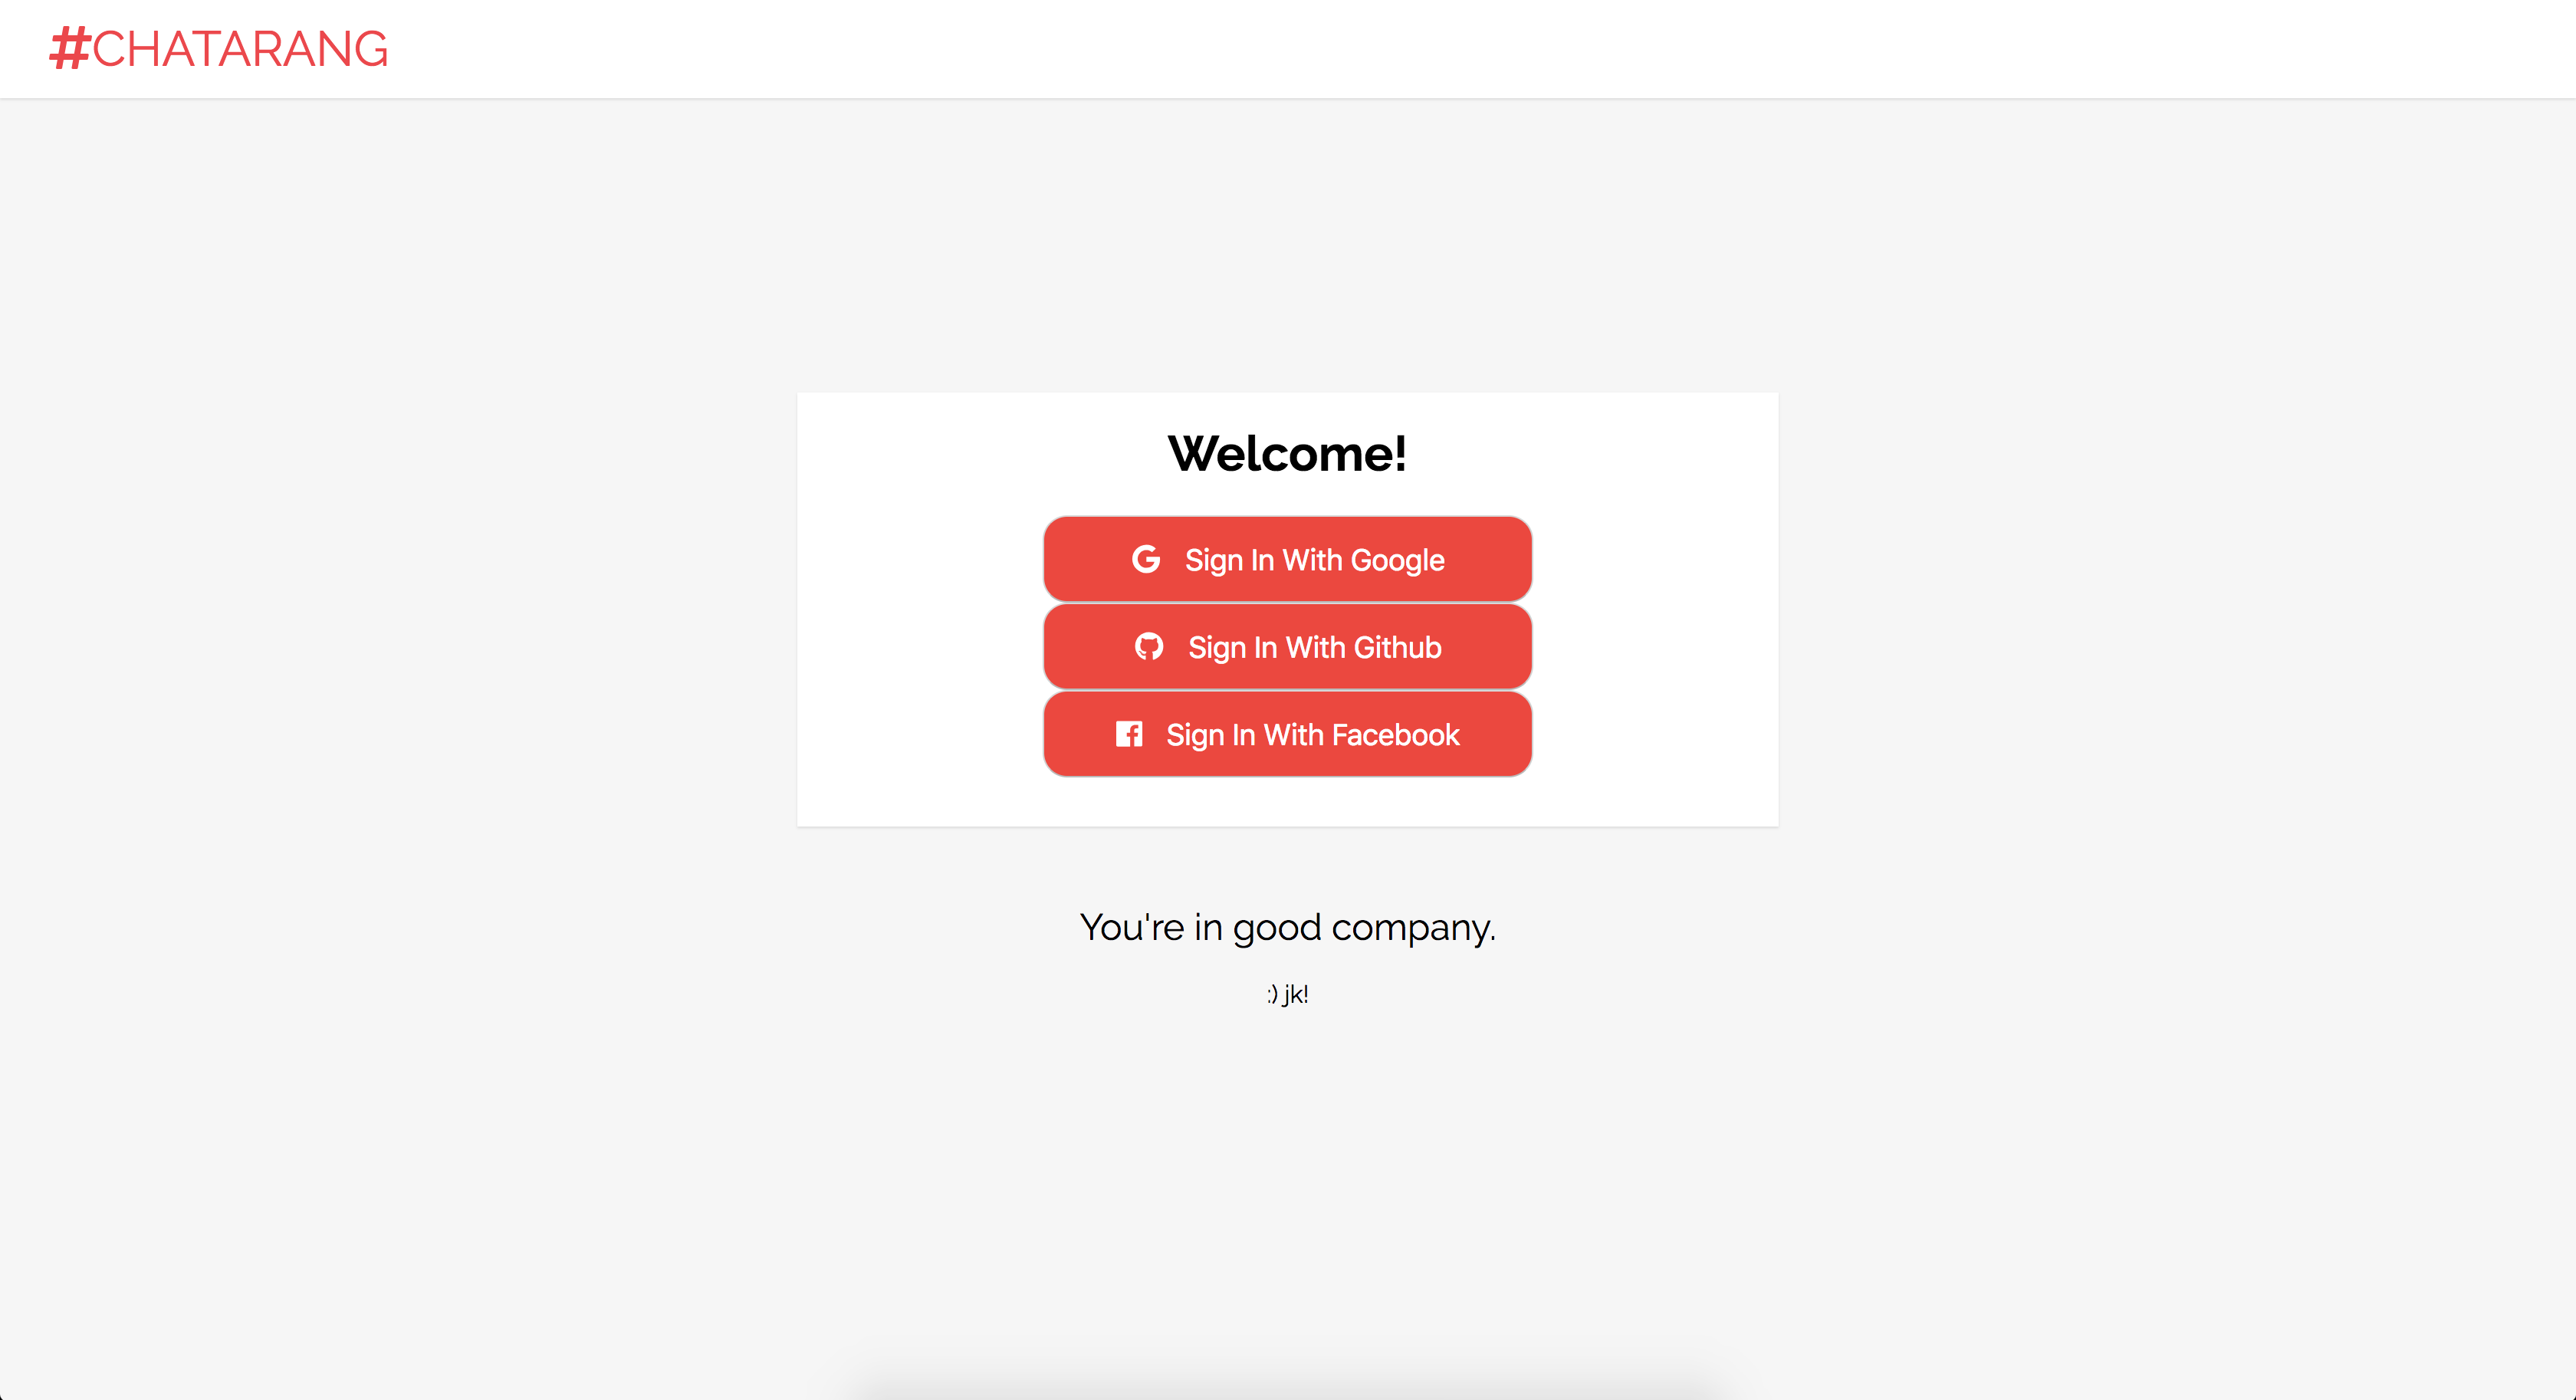 #CHATARANG
Welcome!
Sign In With Google
Sign In With Github
Sign In With Facebook
You're in good company.
:) jk!